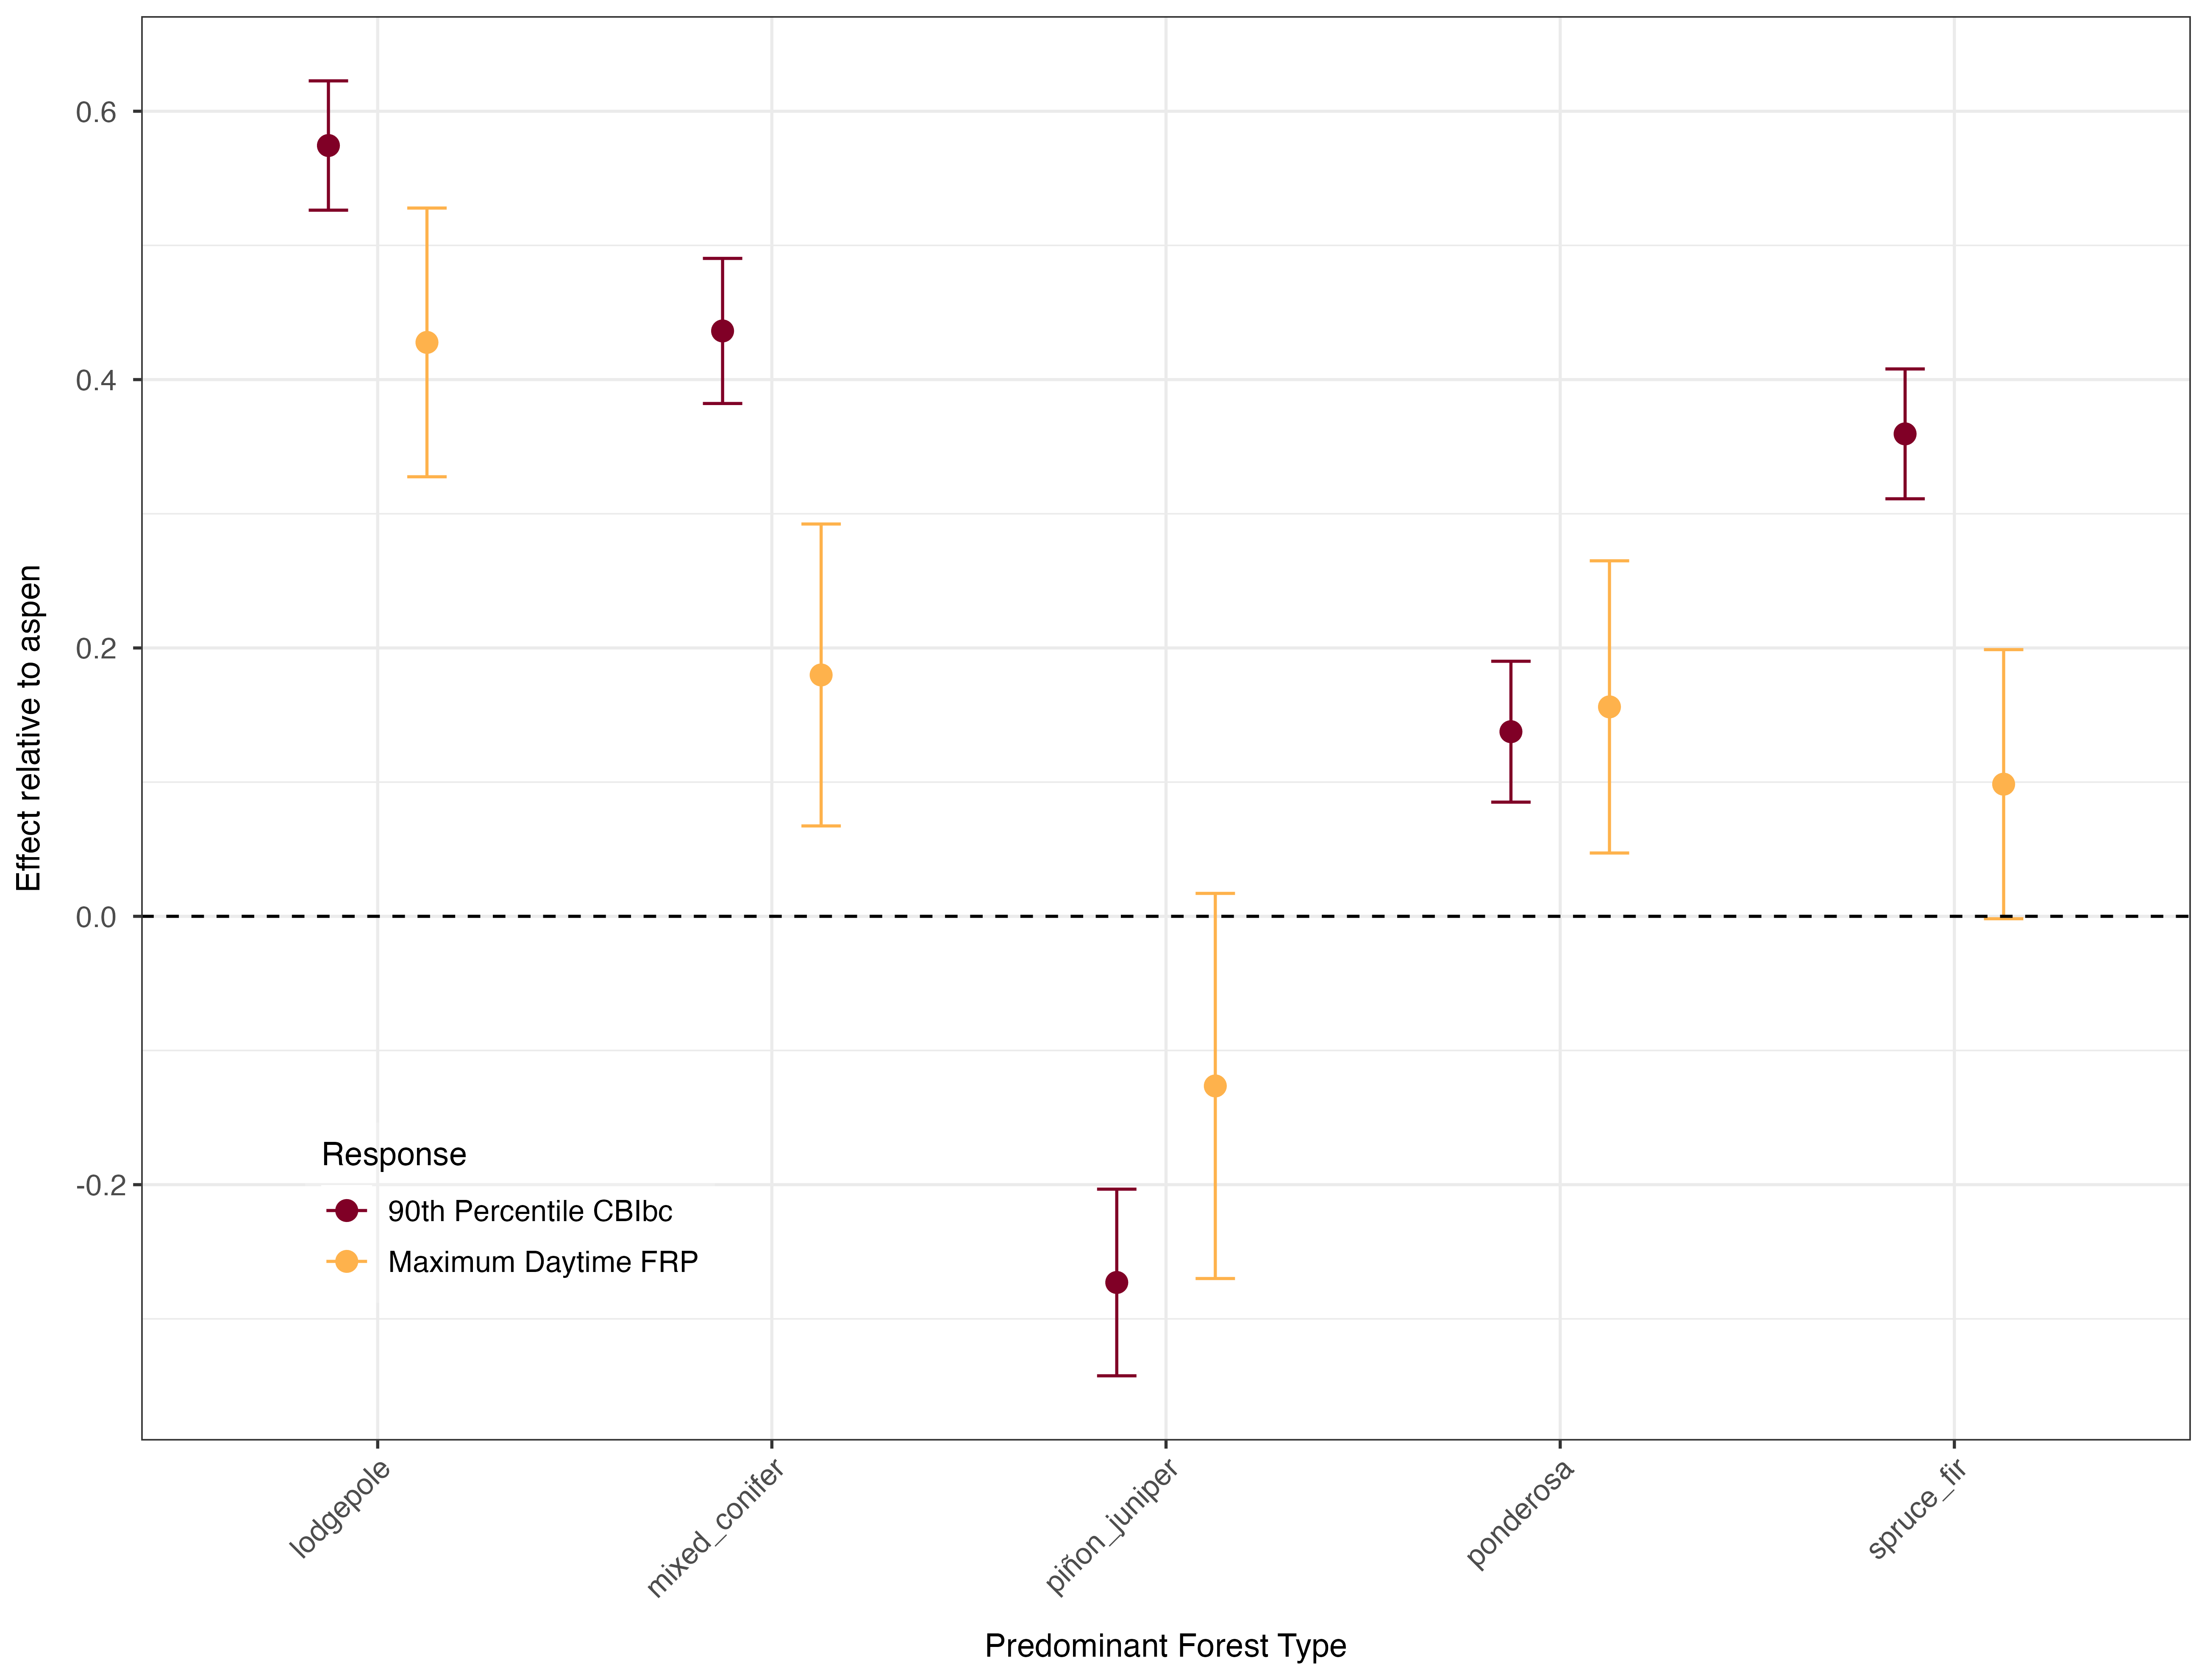 0.6
0.4
0.2
0.0
-0.2
Effect relative to aspen
Response
90th Percentile CBIbc
Maximum Daytime FRP
lodgepole
mixed_conifer
piñon_juniper
ponderosa
spruce_fir
Predominant Forest Type